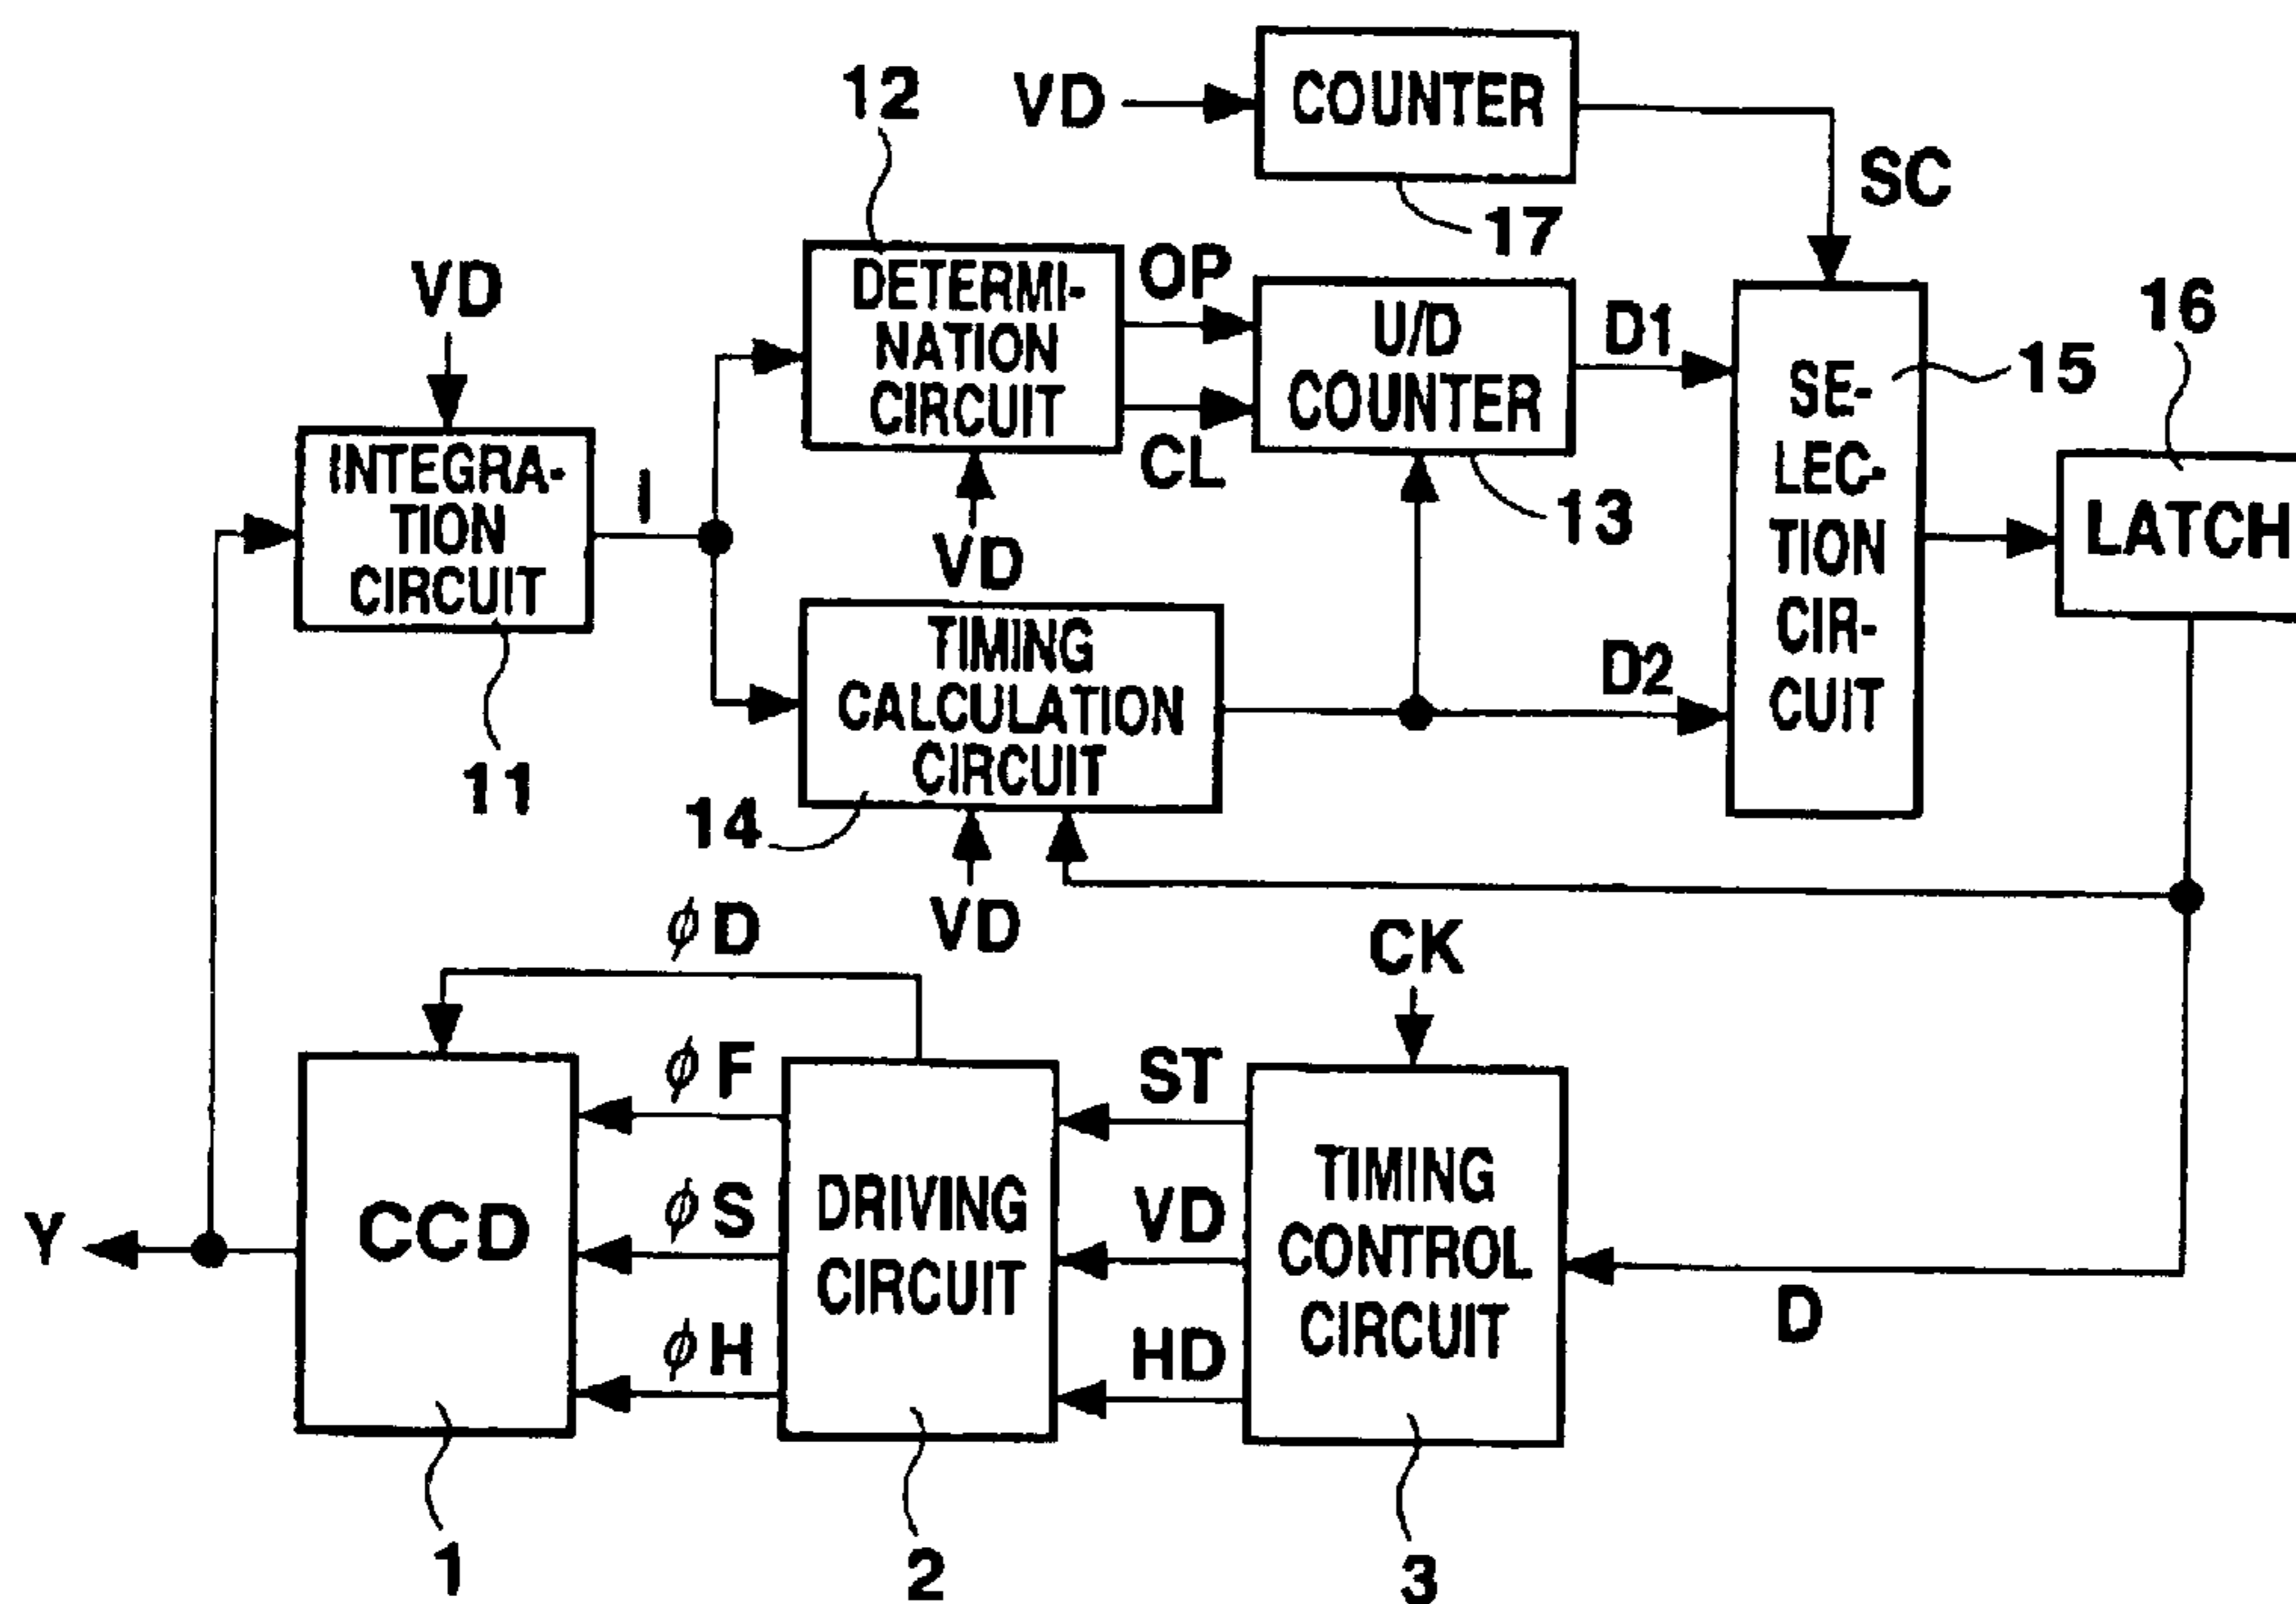 VD
COUNTER
17
SC
12
DETERMI-
NATION
CIRCUIT
VD
OP
CL
U/D
COUNTER
13
D1
D2
SE-
LEC-
TION
CIR-
CUIT
15
16
LATCH
VD
INTEGRA-
TION
CIRCUIT
11
I
TIMING
CALCULATION
CIRCUIT
14
VD
φD
φF
φS
φH
Y
CCD
1
DRIVING
CIRCUIT
2
ST
VD
HD
CK
TIMING
CONTROL
CIRCUIT
3
D